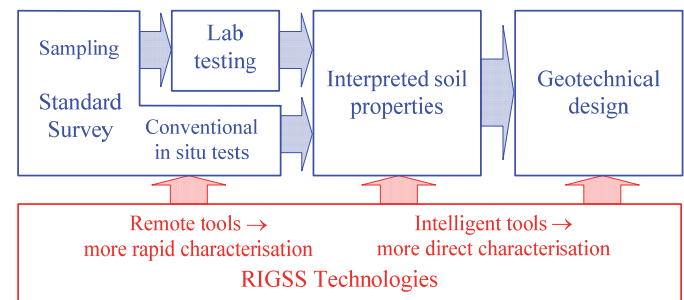 Sampling
Standard
Survey
Conventional
in situ tests
Lab
testing
Interpreted soil
properties
Geotechnical
design
Remote tools →
more rapid characterisation
Intelligent tools →
more direct characterisation
RIGSS Technologies